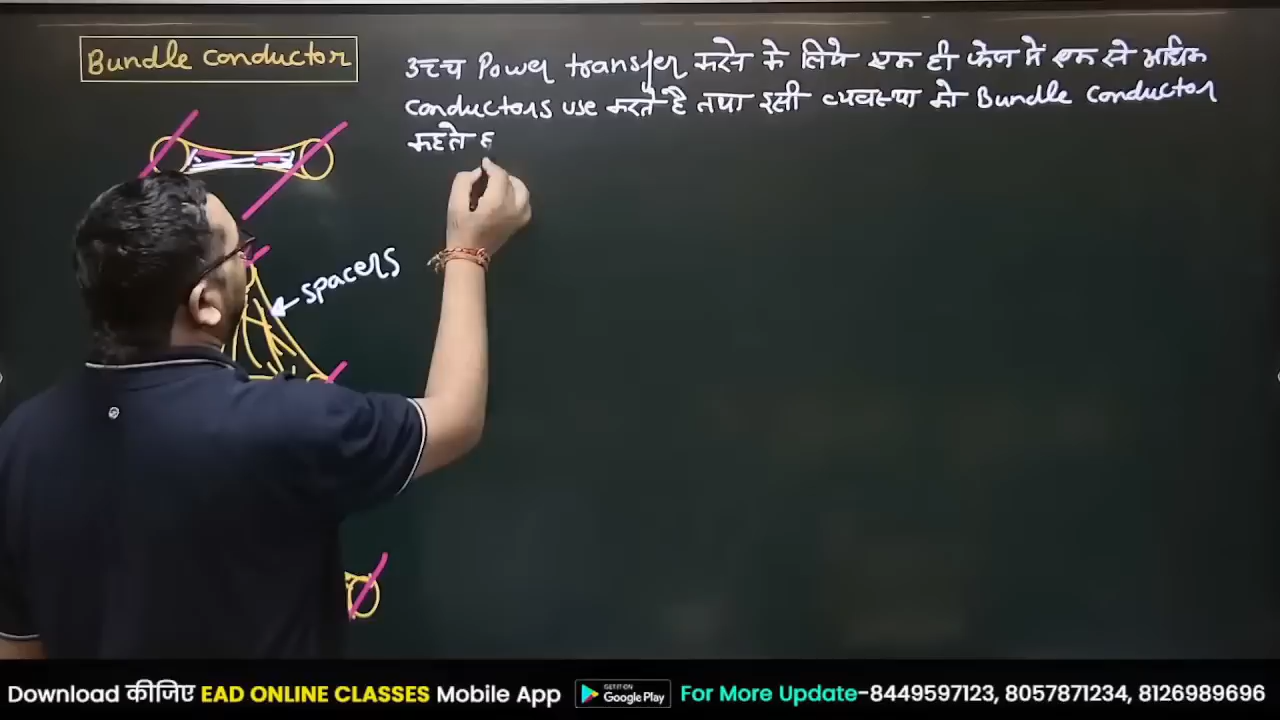 Bundle Conductor
उच्च Power transfer करने के लिये एक ही फेज में एक से अधिक
Conductors use करते है तथा इसी व्यवस्था को Bundle Conductor
कहते ह
spacers
Download कीजिए EAD ONLINE CLASSES Mobile App
GET IT ON
Google Play
For More Update-8449597123, 8057871234, 8126989696